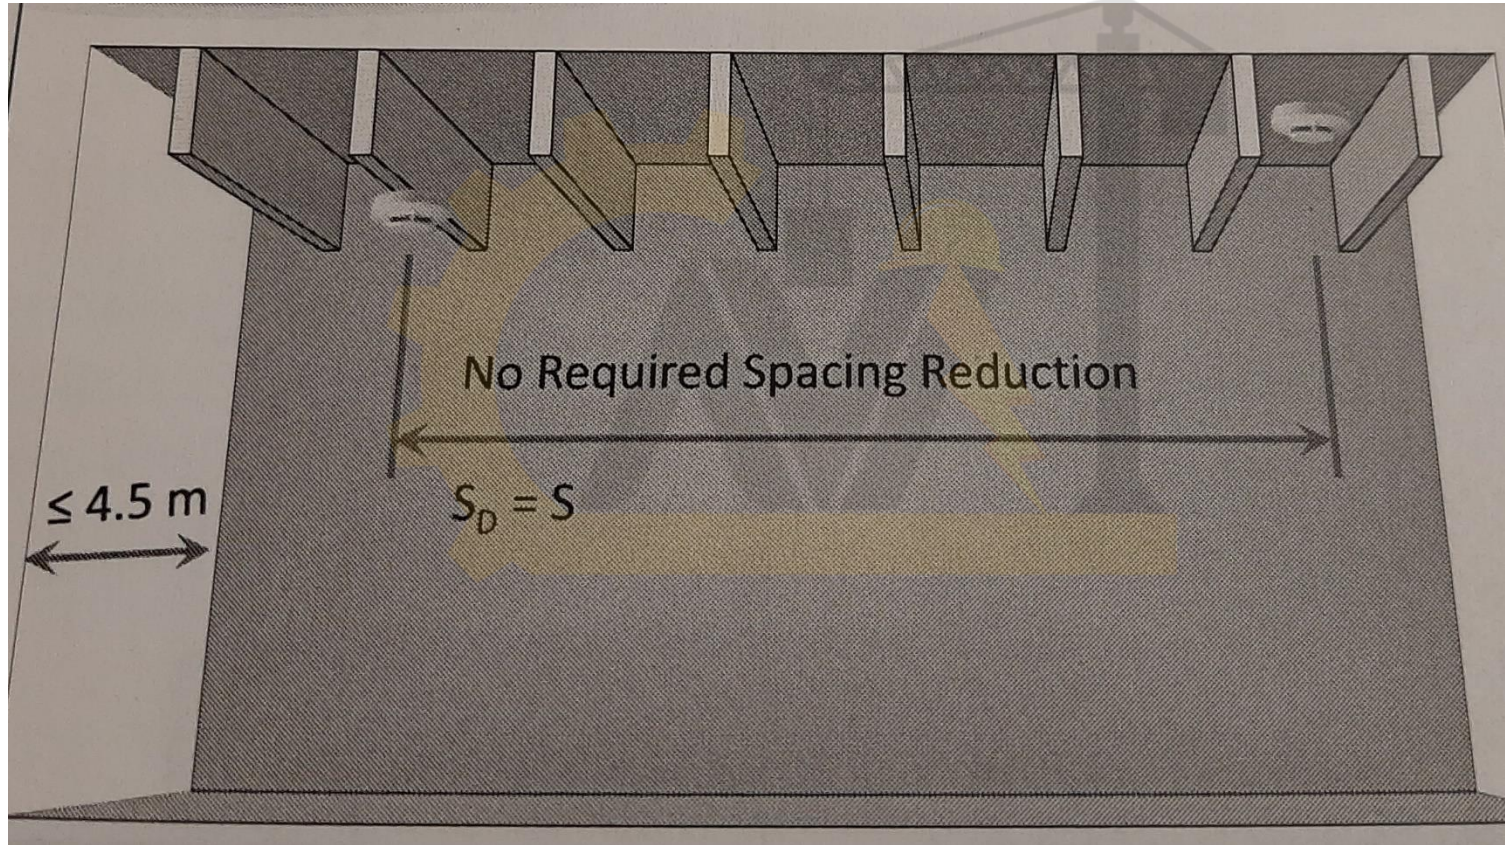 No Required Spacing Reduction
≤ 4.5 m
S_D = S